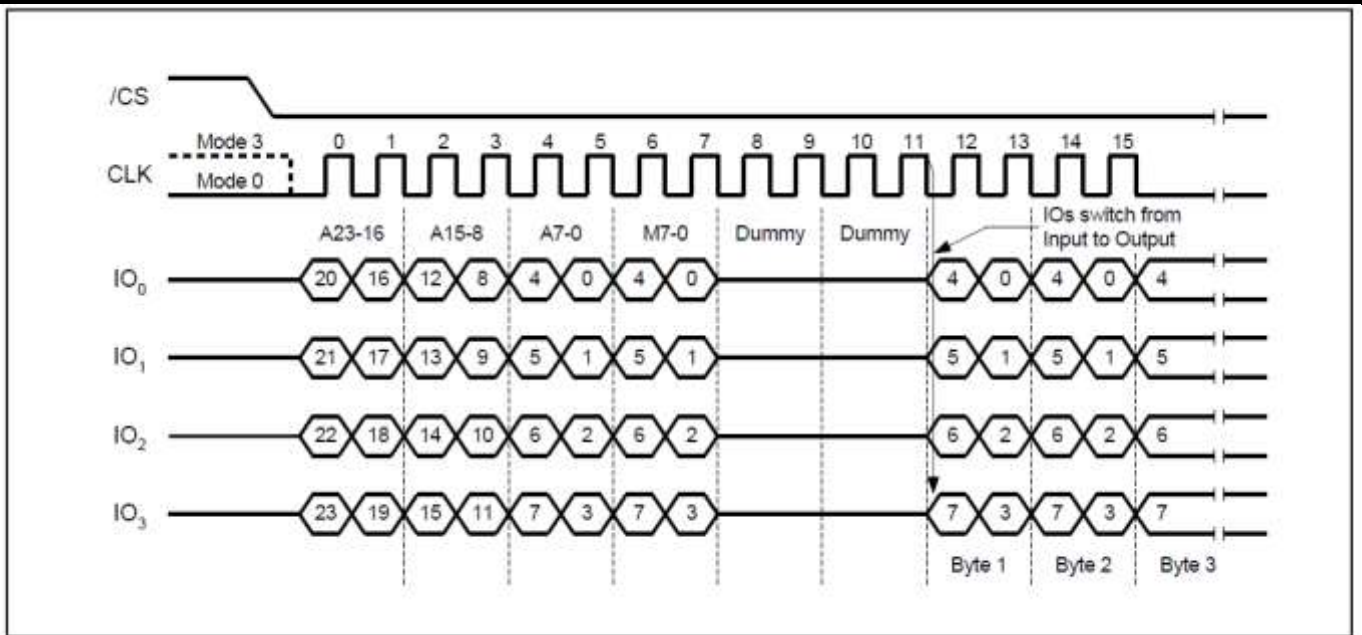 /CS
Mode 3 0 1 2 3 4 5 6 7 8 9 10 11 12 13 14 15
CLK
Mode 0
IOs switch from
Input to Output
A23-16 A15-8 A7-0 M7-0 Dummy Dummy
IO0 20 16 12 8 4 0 4 0 4 0 4 0 4
IO1 21 17 13 9 5 1 5 1 5 1 5 1 5
IO2 22 18 14 10 6 2 6 2 6 2 6 2 6
IO3 23 19 15 11 7 3 7 3 7 3 7 3 7
Byte 1 Byte 2 Byte 3